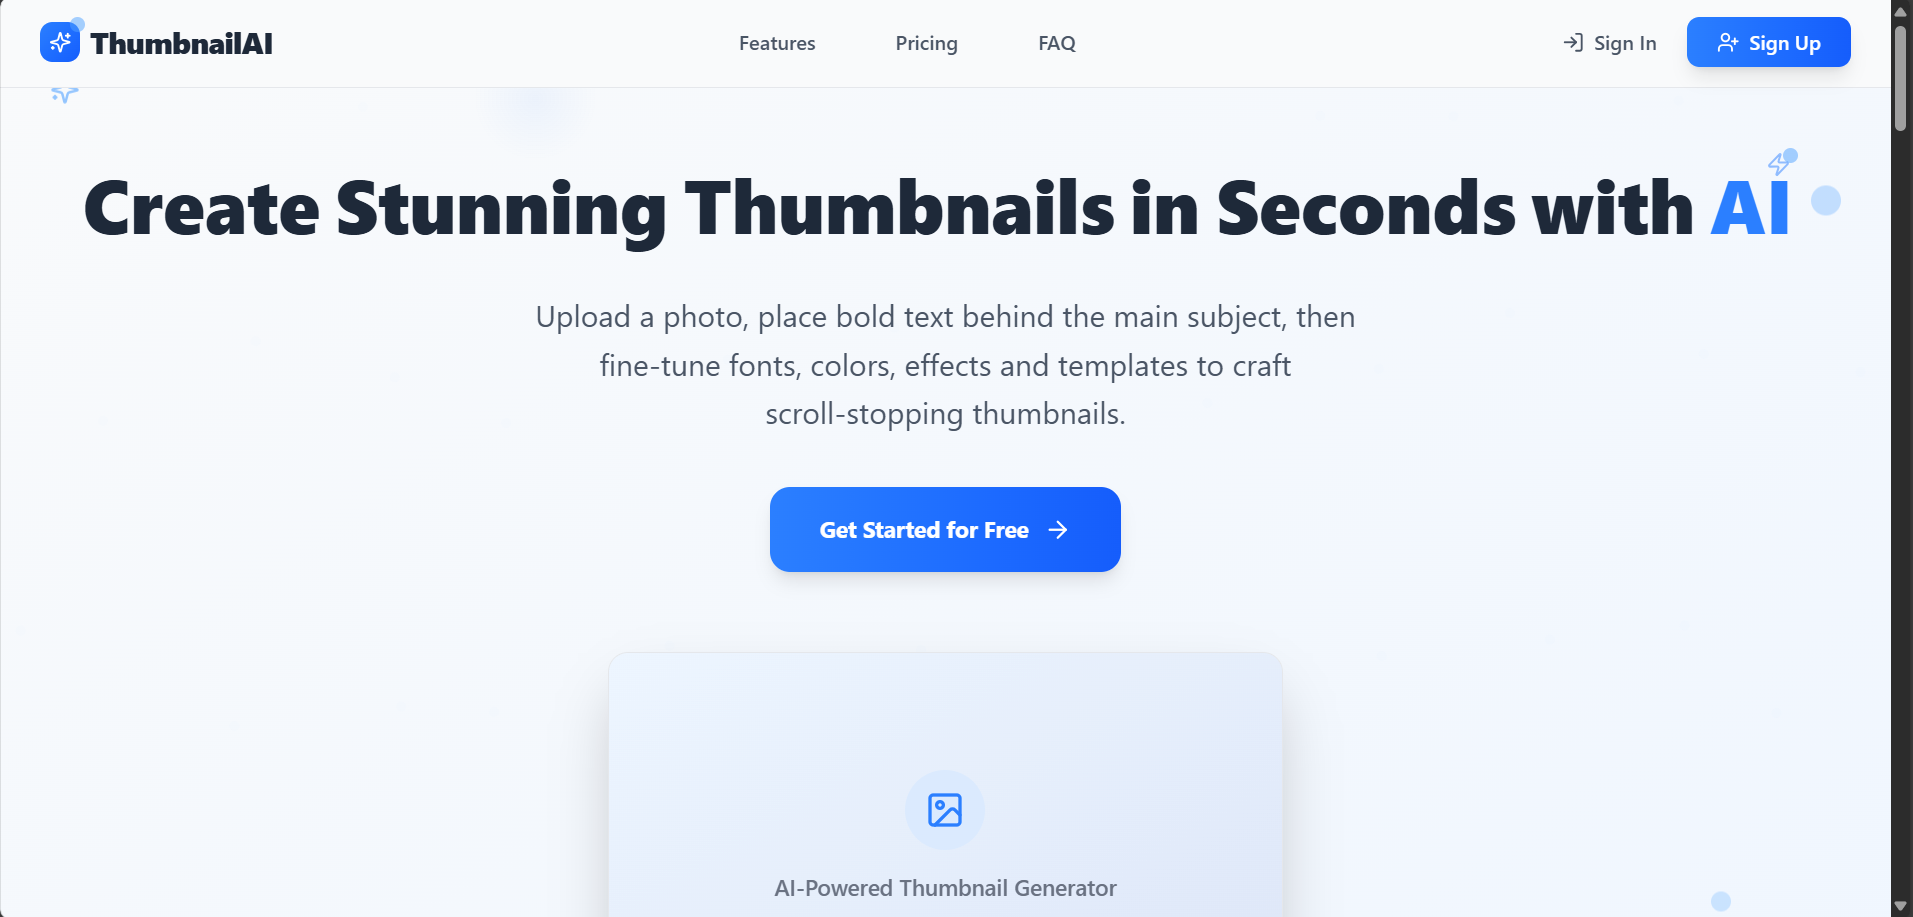 ThumbnailAI
Features
Pricing
FAQ
Sign In
Sign Up
Create Stunning Thumbnails in Seconds with AI
Upload a photo, place bold text behind the main subject, then
fine-tune fonts, colors, effects and templates to craft
scroll-stopping thumbnails.
Get Started for Free
AI-Powered Thumbnail Generator